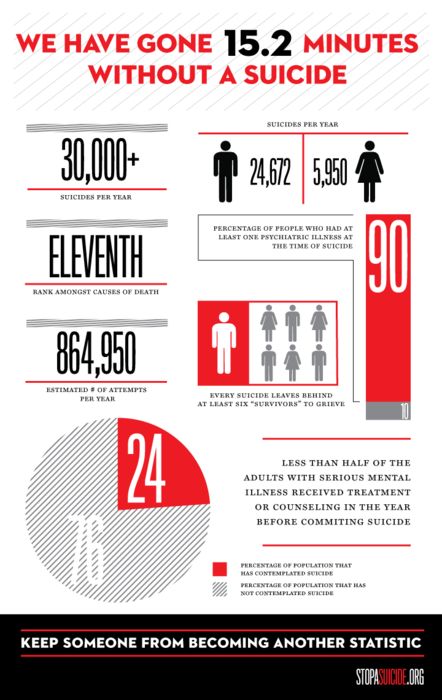 WE HAVE GONE 15.2 MINUTES
WITHOUT A SUICIDE
30,000+
SUICIDES PER YEAR
SUICIDES PER YEAR
24,672
5,950
ELEVENTH
RANK AMONGST CAUSES OF DEATH
PERCENTAGE OF PEOPLE WHO HAD AT
LEAST ONE PSYCHIATRIC ILLNESS AT
THE TIME OF SUICIDE
90
10
864,950
ESTIMATED # OF ATTEMPTS
PER YEAR
EVERY SUICIDE LEAVES BEHIND
AT LEAST SIX "SURVIVORS" TO GRIEVE
24
76
LESS THAN HALF OF THE
ADULTS WITH SERIOUS MENTAL
ILLNESS RECEIVED TREATMENT
OR COUNSELING IN THE YEAR
BEFORE COMMITING SUICIDE
PERCENTAGE OF POPULATION THAT
HAS CONTEMPLATED SUICIDE
PERCENTAGE OF POPULATION THAT HAS
NOT CONTEMPLATED SUICIDE
KEEP SOMEONE FROM BECOMING ANOTHER STATISTIC
STOPASUICIDE.ORG